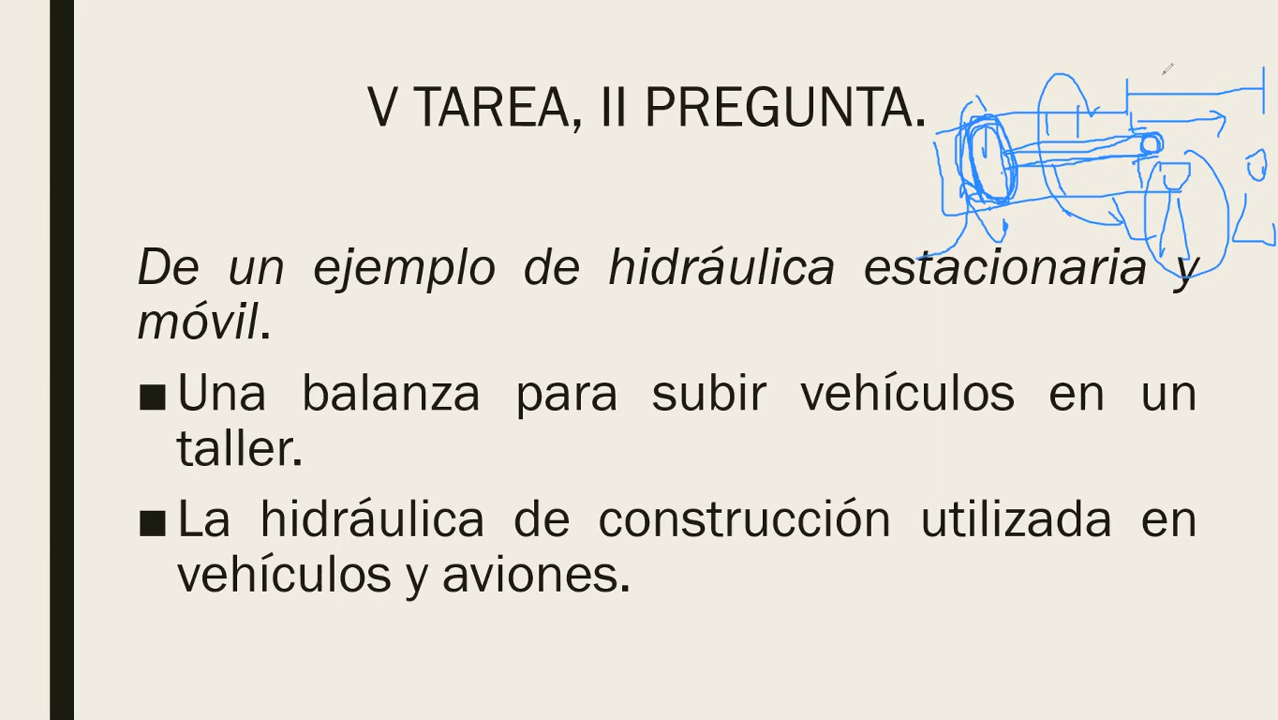 V TAREA, II PREGUNTA.
De un ejemplo de hidráulica estacionaria y
móvil.
■ Una balanza para subir vehículos en un
taller.
■ La hidráulica de construcción utilizada en
vehículos y aviones.